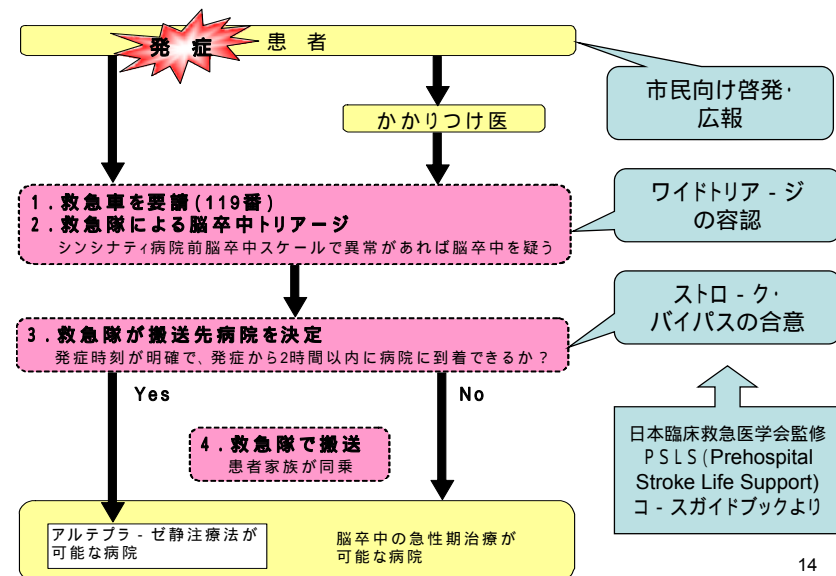 発 症
患 者
かかりつけ医
市民向け啓発・
広報
1．救急車を要請(119番)
2．救急隊による脳卒中トリアージ
シンシナティ病院前脳卒中スケールで異常があれば脳卒中を疑う
ワイドトリア - ジ
の容認
3．救急隊が搬送先病院を決定
発症時刻が明確で、発症から2時間以内に病院に到着できるか？
ストロ - ク・
バイパスの合意
Yes
No
4．救急隊で搬送
患者家族が同乗
日本臨床救急医学会監修
ＰＳＬＳ(Prehospital
Stroke Life Support)
コ - スガイドブックより
アルテプラ - ゼ静注療法が
可能な病院
脳卒中の急性期治療が
可能な病院
14